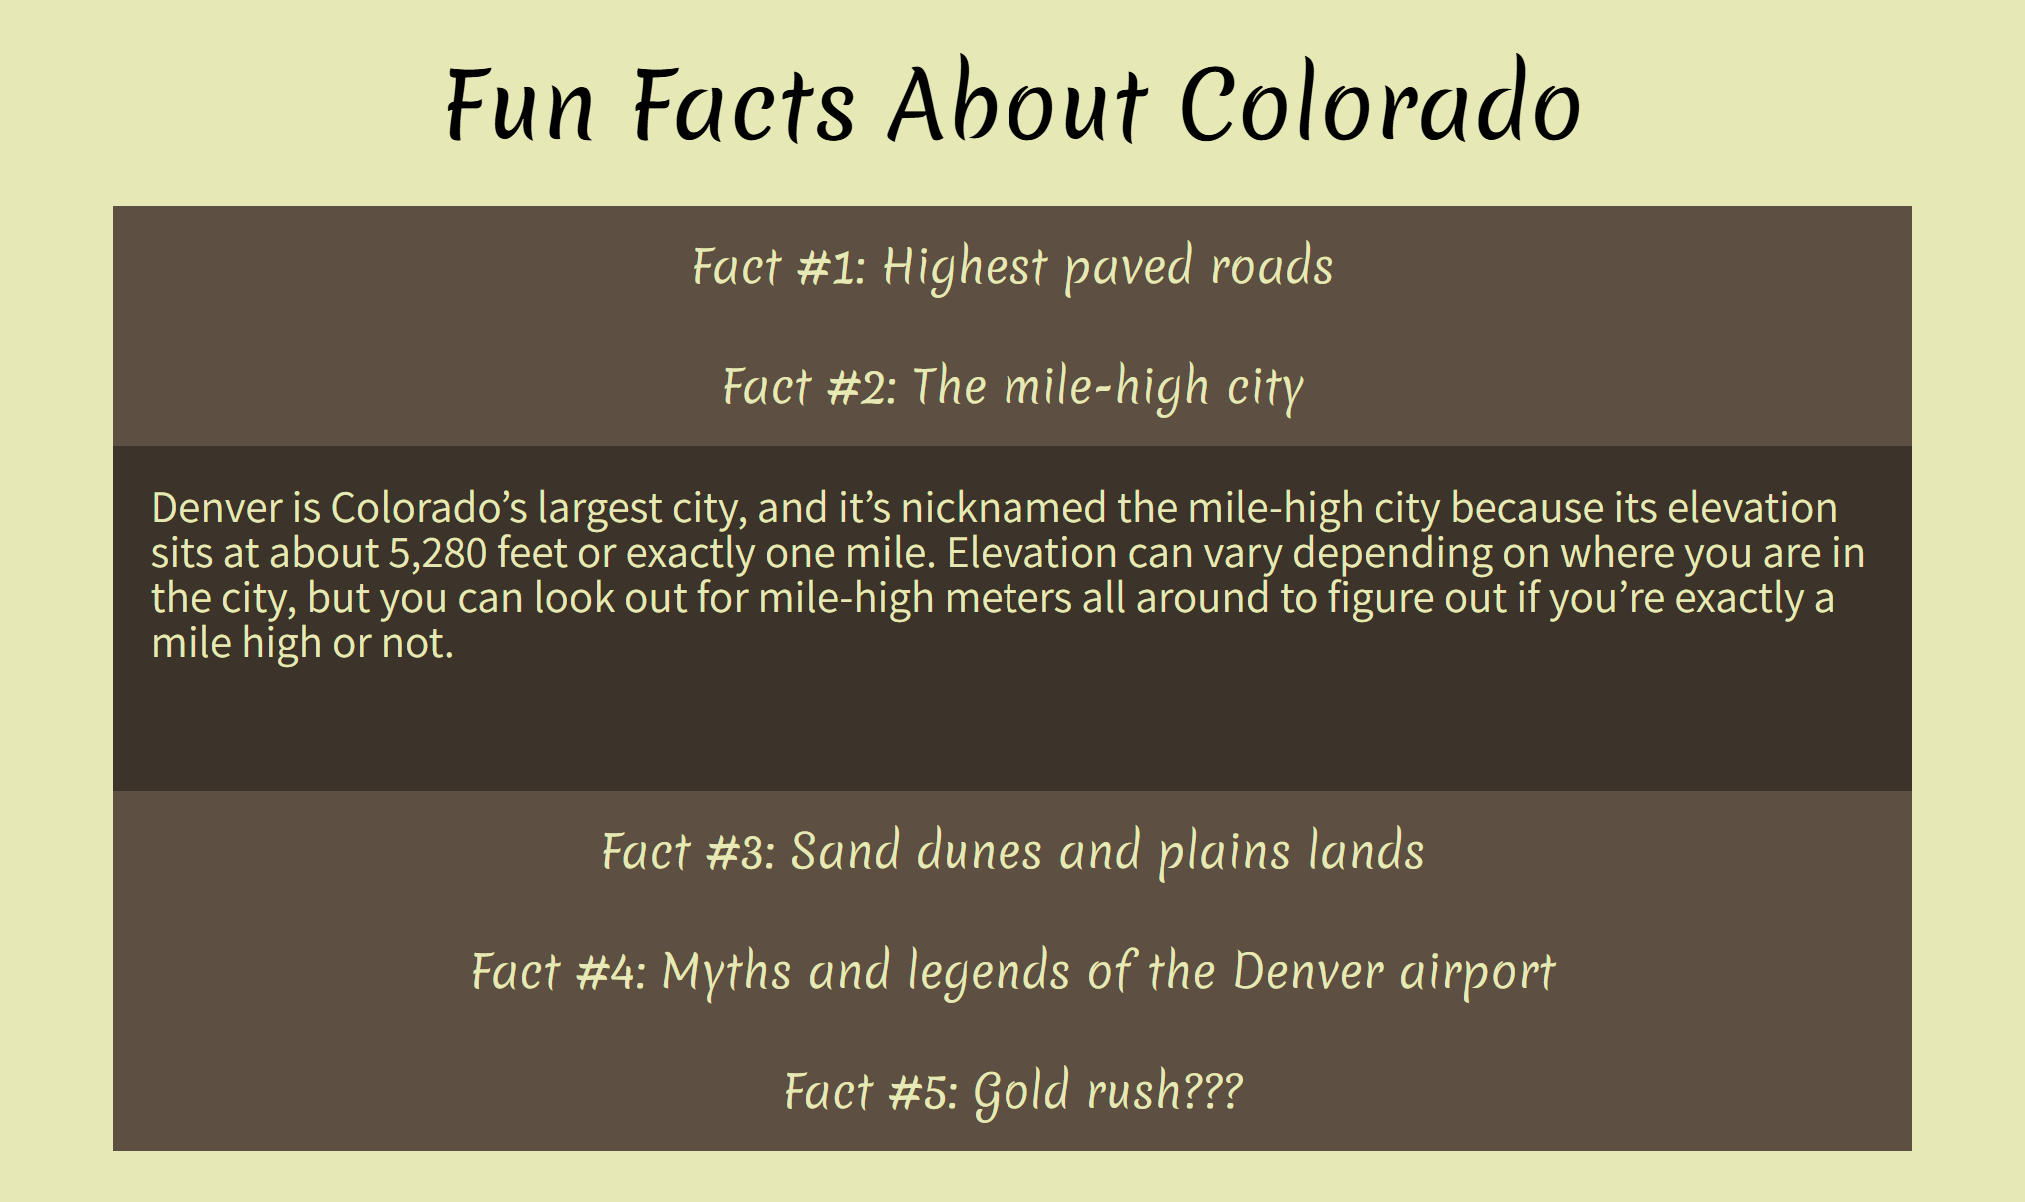 Fun Facts About Colorado
Fact #1: Highest paved roads
Fact #2: The mile-high city
Denver is Colorado’s largest city, and it’s nicknamed the mile-high city because its elevation
sits at about 5,280 feet or exactly one mile. Elevation can vary depending on where you are in
the city, but you can look out for mile-high meters all around to figure out if you’re exactly a
mile high or not.
Fact #3: Sand dunes and plains lands
Fact #4: Myths and legends of the Denver airport
Fact #5: Gold rush???